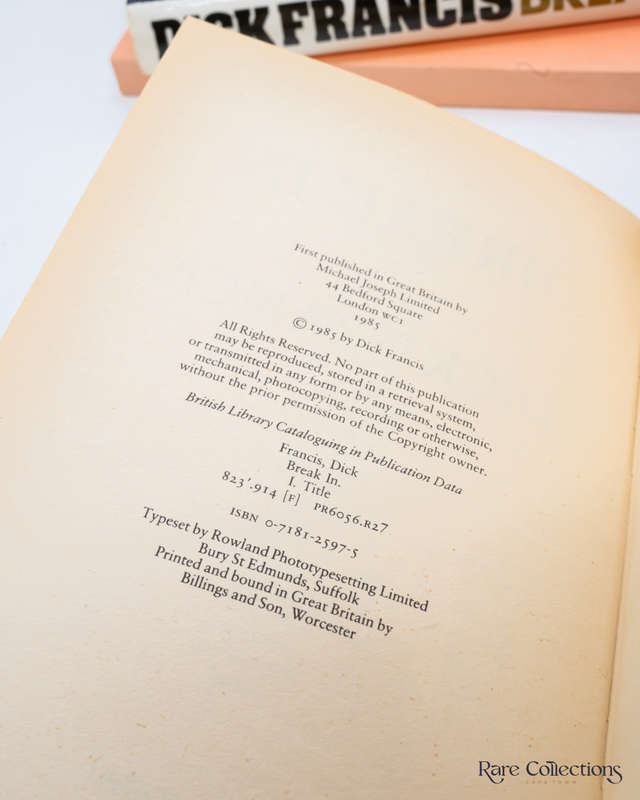 DICK FRANCIS BREA
First published in Great Britain by
Michael Joseph Limited
44 Bedford Square
London WC1
1985
© 1985 by Dick Francis
All Rights Reserved. No part of this publication
may be reproduced, stored in a retrieval system,
or transmitted in any form or by any means, electronic,
mechanical, photocopying, recording or otherwise,
without the prior permission of the Copyright owner.
British Library Cataloguing in Publication Data
Francis, Dick
Break In.
I. Title
823'.914 [F] PR6056.R27
ISBN 0-7181-2597-5
Typeset by Rowland Phototypesetting Limited
Bury St Edmunds, Suffolk
Printed and bound in Great Britain by
Billings and Son, Worcester
Rare Collections
CAPE TOWN